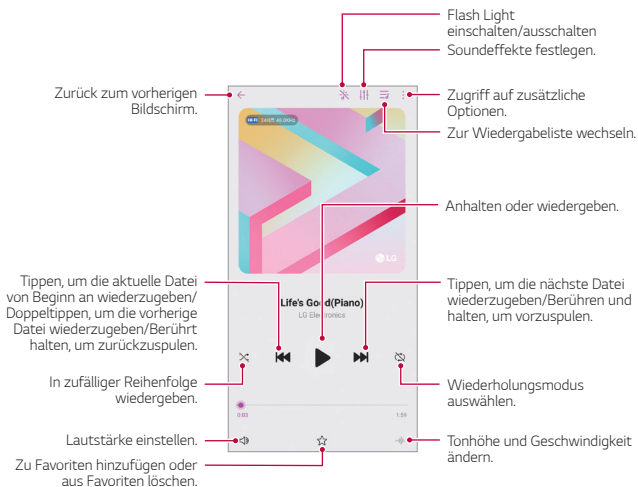 Flash Light
einschalten/ausschalten
Soundeffekte festlegen.
Zurück zum vorherigen
Bildschirm.
Zugriff auf zusätzliche
Optionen.
Zur Wiedergabeliste wechseln.
Anhalten oder wiedergeben.
LG
Tippen, um die aktuelle Datei
von Beginn an wiederzugeben/
Doppeltippen, um die vorherige
Datei wiederzugeben/Berührt
halten, um zurückzuspulen.
Life's Good(Piano)
LG Electronics
Tippen, um die nächste Datei
wiederzugeben/Berühren und
halten, um vorzuspulen.
In zufälliger Reihenfolge
wiedergeben.
Wiederholungsmodus
auswählen.
0:03
1:59
Lautstärke einstellen.
Tonhöhe und Geschwindigkeit
ändern.
Zu Favoriten hinzufügen oder
aus Favoriten löschen.